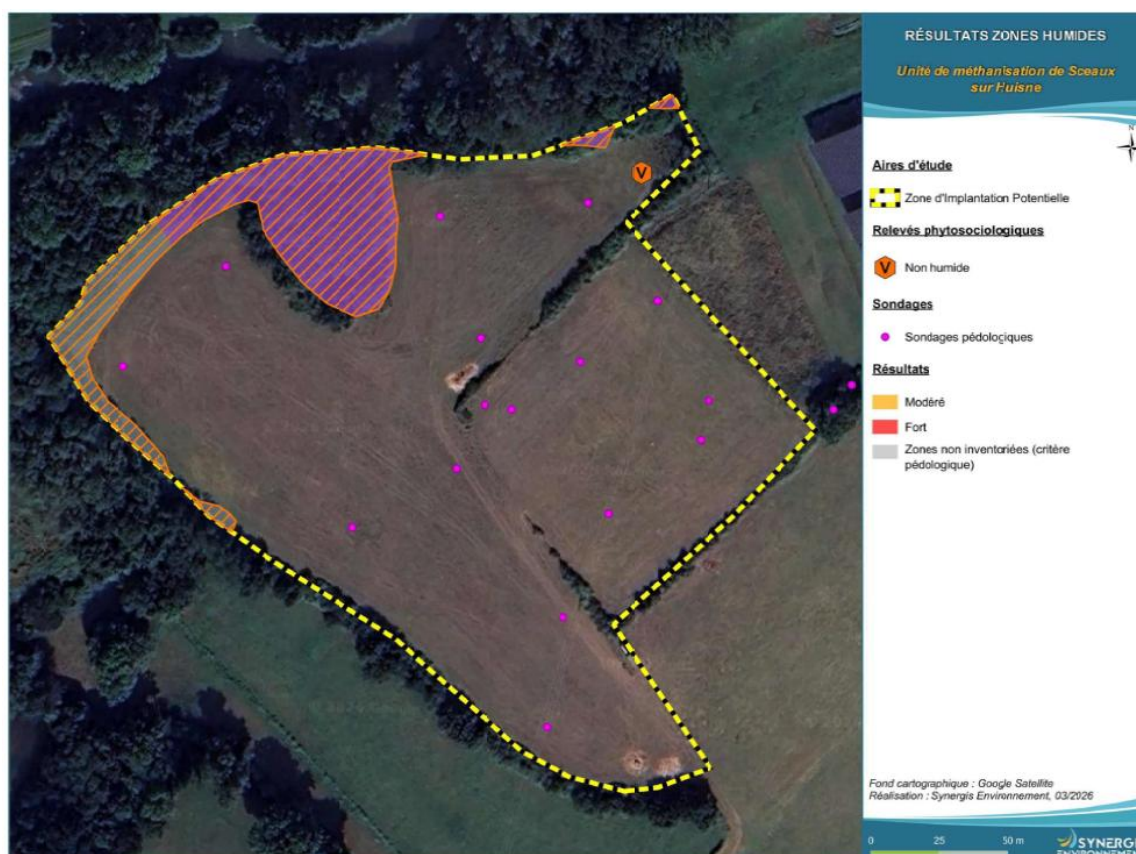 RÉSULTATS ZONES HUMIDES
Unité de méthanisation de Sceaux
sur Huisne
N
Aires d'étude
Zone d'Implantation Potentielle
Relevés phytosociologiques
V
V Non humide
Sondages
Sondages pédologiques
Résultats
Modéré
Fort
Zones non inventoriées (critère
pédologique)
Fond cartographique : Google Satellite
Réalisation : Synergis Environnement, 03/2026
0 25 50 m
SYNERGIS
ENVIRONNEMENT